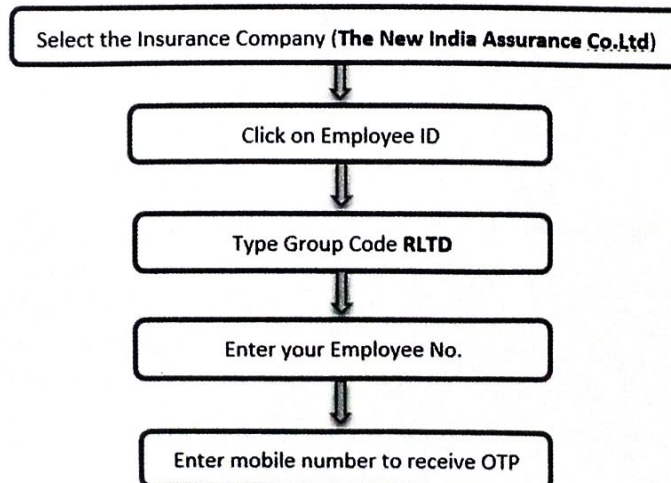 Select the Insurance Company (The New India Assurance Co.Ltd)
Click on Employee ID
Type Group Code RLTD
Enter your Employee No.
Enter mobile number to receive OTP